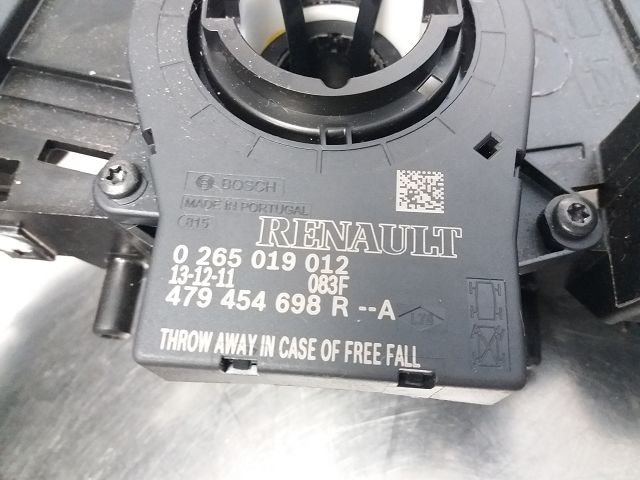 BOSCH
MADE IN PORTUGAL
815
RENAULT
0 265 019 012
13-12-11 083F
479 454 698 R --A
THROW AWAY IN CASE OF FREE FALL